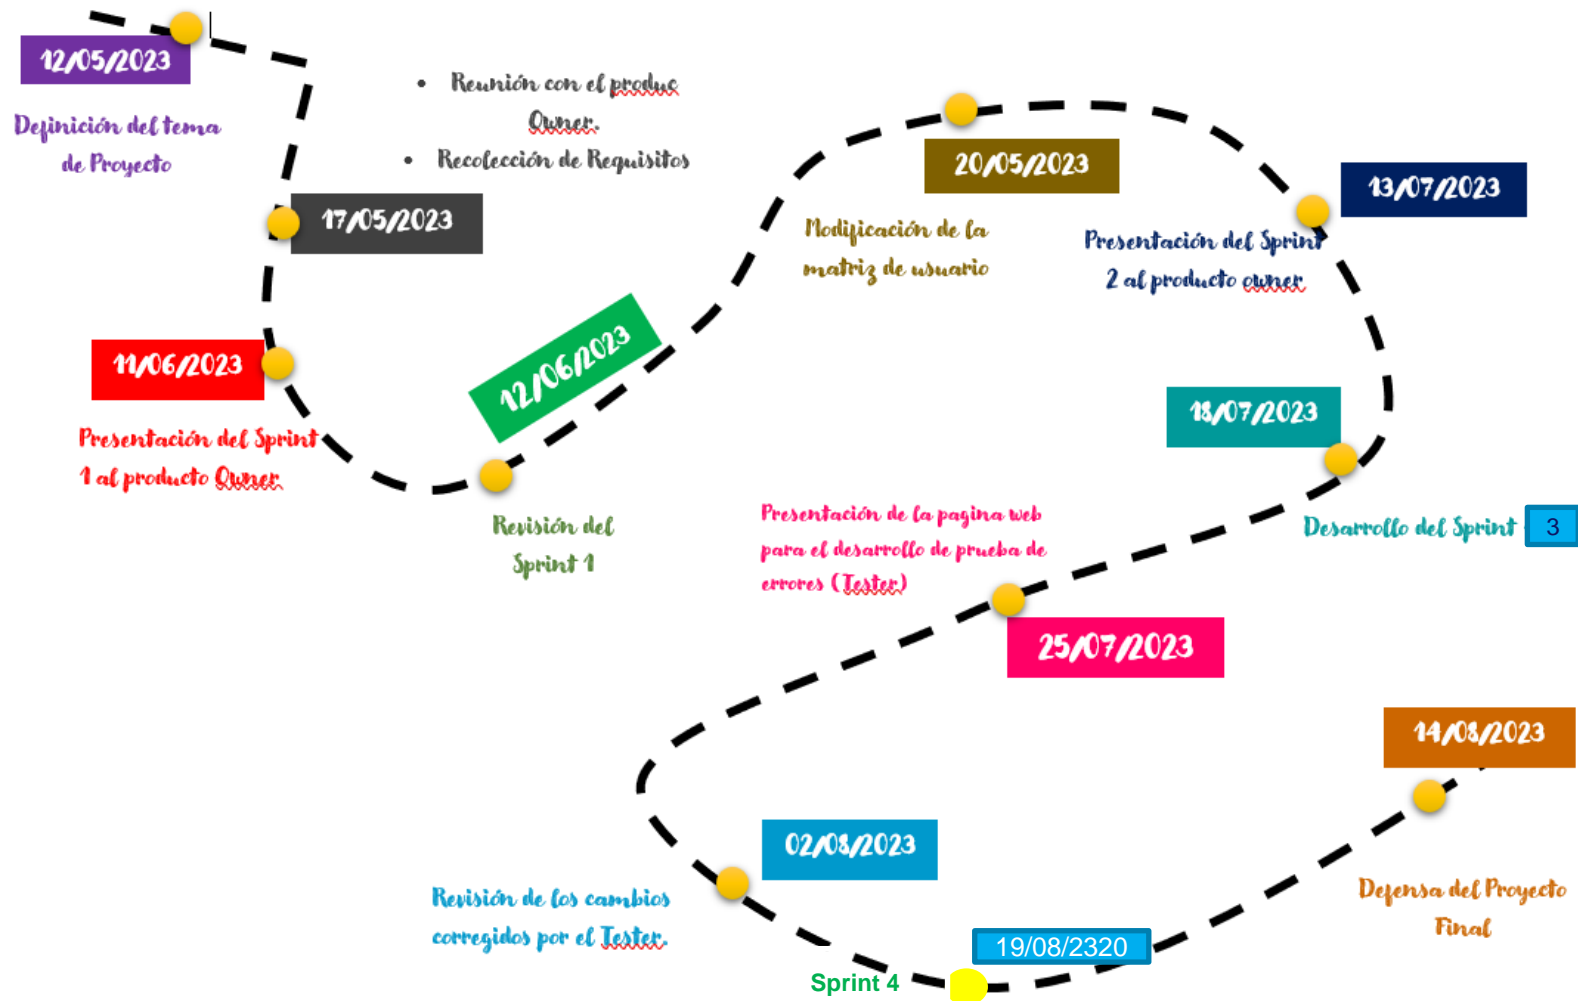 12/05/2023
Definición del tema
de Proyecto
• Reunión con el produc
Owner.
• Recolección de Requisitos
17/05/2023
11/06/2023
Presentación del Sprint
1 al producto Owner
12/06/2023
Revisión del
Sprint 1
20/05/2023
Modificación de la
matriz de usuario
13/07/2023
Presentación del Sprint
2 al producto owner
18/07/2023
Desarrollo del Sprint 3
Presentación de la pagina web
para el desarrollo de prueba de
errores (Tester)
25/07/2023
02/08/2023
Revisión de los cambios
corregidos por el Tester.
19/08/2320
Sprint 4
14/08/2023
Defensa del Proyecto
Final